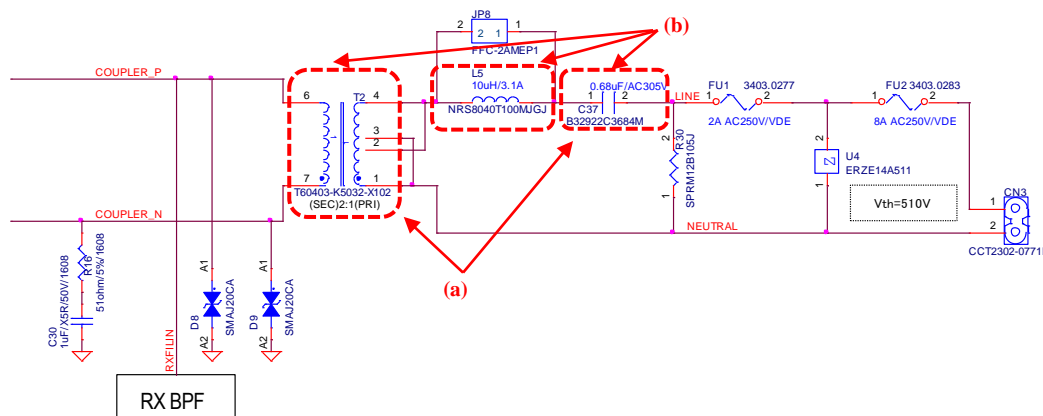 JP8
2
2 1
1
FFC-2AMEP1
(b)
COUPLER_P
L5
10uH/3.1A
NRS8040T100MJGJ
0.68uF/AC305V
1
2
C37
B32922C3684M
LINE
FU1
3403.0277
1
2
2A AC250V/VDE
FU2 3403.0283
1
2
8A AC250V/VDE
6
T2
4
3
2
7
1
T60403-K5032-X102
(SEC)2:1(PRI)
2
R30
1
SPRM12B105J
2
U4
ERZE14A511
1
Vth=510V
CN3
1
2
CCT2302-0771
COUPLER_N
NEUTRAL
(a)
R16
51ohm/5%/1608
C30
1uF/X5R/50V/1608
A1
D8
SMAJ20CA
A2
A1
D9
SMAJ20CA
A2
RXFILIN
RX BPF